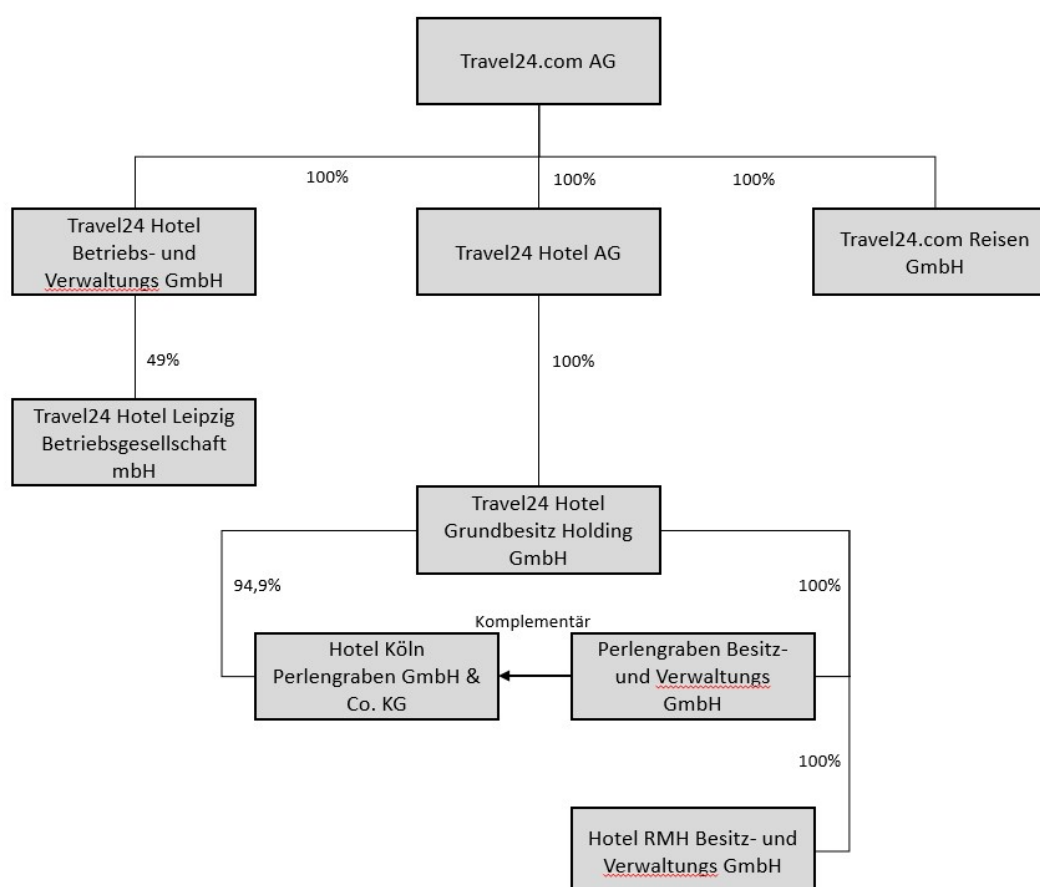 Travel24.com AG
100%
100%
100%
Travel24 Hotel
Betriebs- und
Verwaltungs GmbH
Travel24 Hotel AG
Travel24.com Reisen
GmbH
49%
100%
Travel24 Hotel Leipzig
Betriebsgesellschaft
mbH
Travel24 Hotel
Grundbesitz Holding
GmbH
94,9%
100%
Komplementär
Hotel Köln
Perlengraben GmbH &
Co. KG
Perlengraben Besitz-
und Verwaltungs
GmbH
100%
Hotel RMH Besitz- und
Verwaltungs GmbH